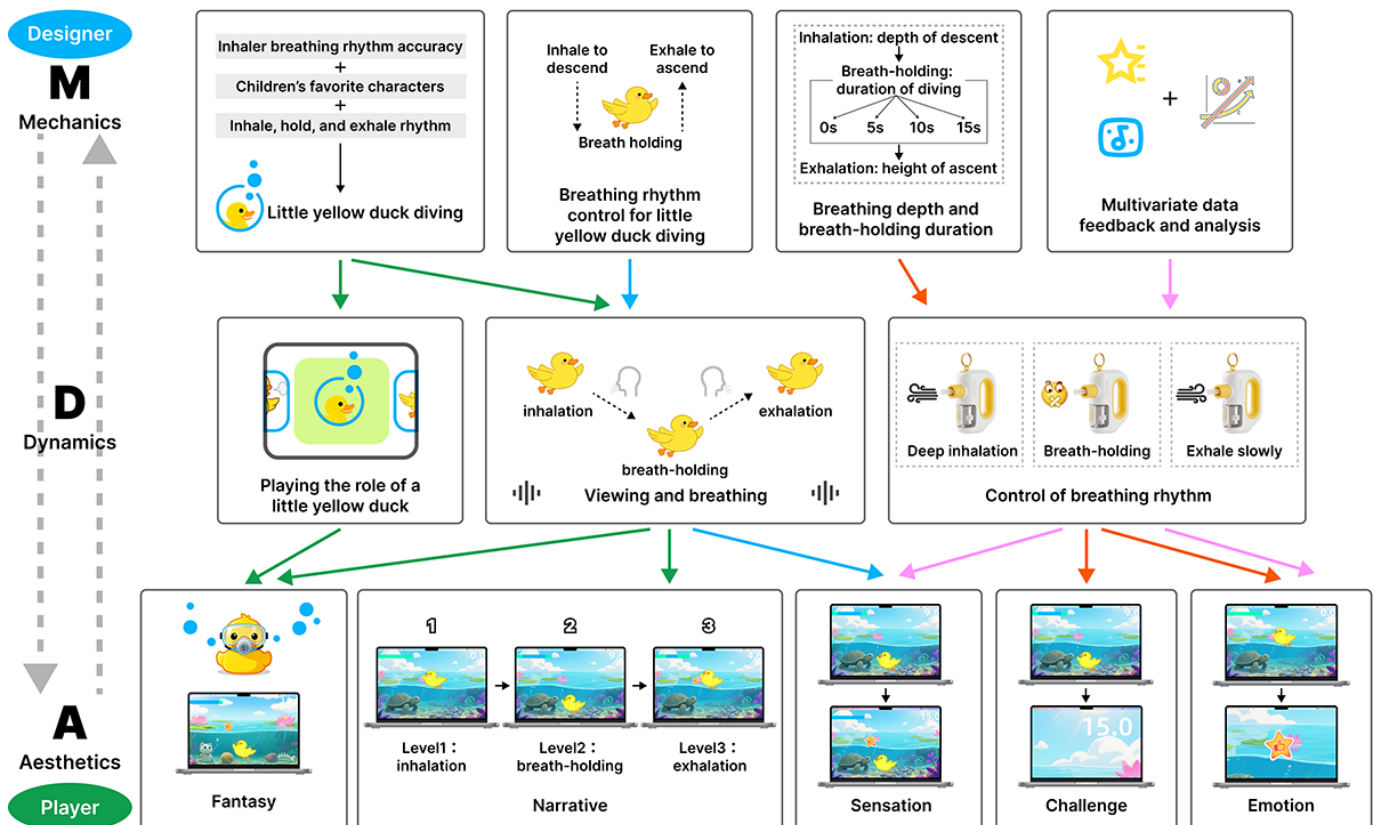 Designer
M
Mechanics
D
Dynamics
A
Aesthetics
Player
Inhaler breathing rhythm accuracy
+
Children's favorite characters
+
Inhale, hold, and exhale rhythm
Little yellow duck diving
Inhale to
descend
Exhale to
ascend
Breath holding
Breathing rhythm
control for little
yellow duck diving
Inhalation: depth of descent
Breath-holding:
duration of diving
0s 5s 10s 15s
Exhalation: height of ascent
Breathing depth and
breath-holding duration
+
Multivariate data
feedback and analysis
Playing the role of a
little yellow duck
inhalation
exhalation
breath-holding
Viewing and breathing
Deep inhalation
Breath-holding
Exhale slowly
Control of breathing rhythm
Fantasy
1
2
3
Level1：
inhalation
Level2：
breath-holding
Level3：
exhalation
Narrative
15.0
Sensation
15.0
Challenge
Emotion